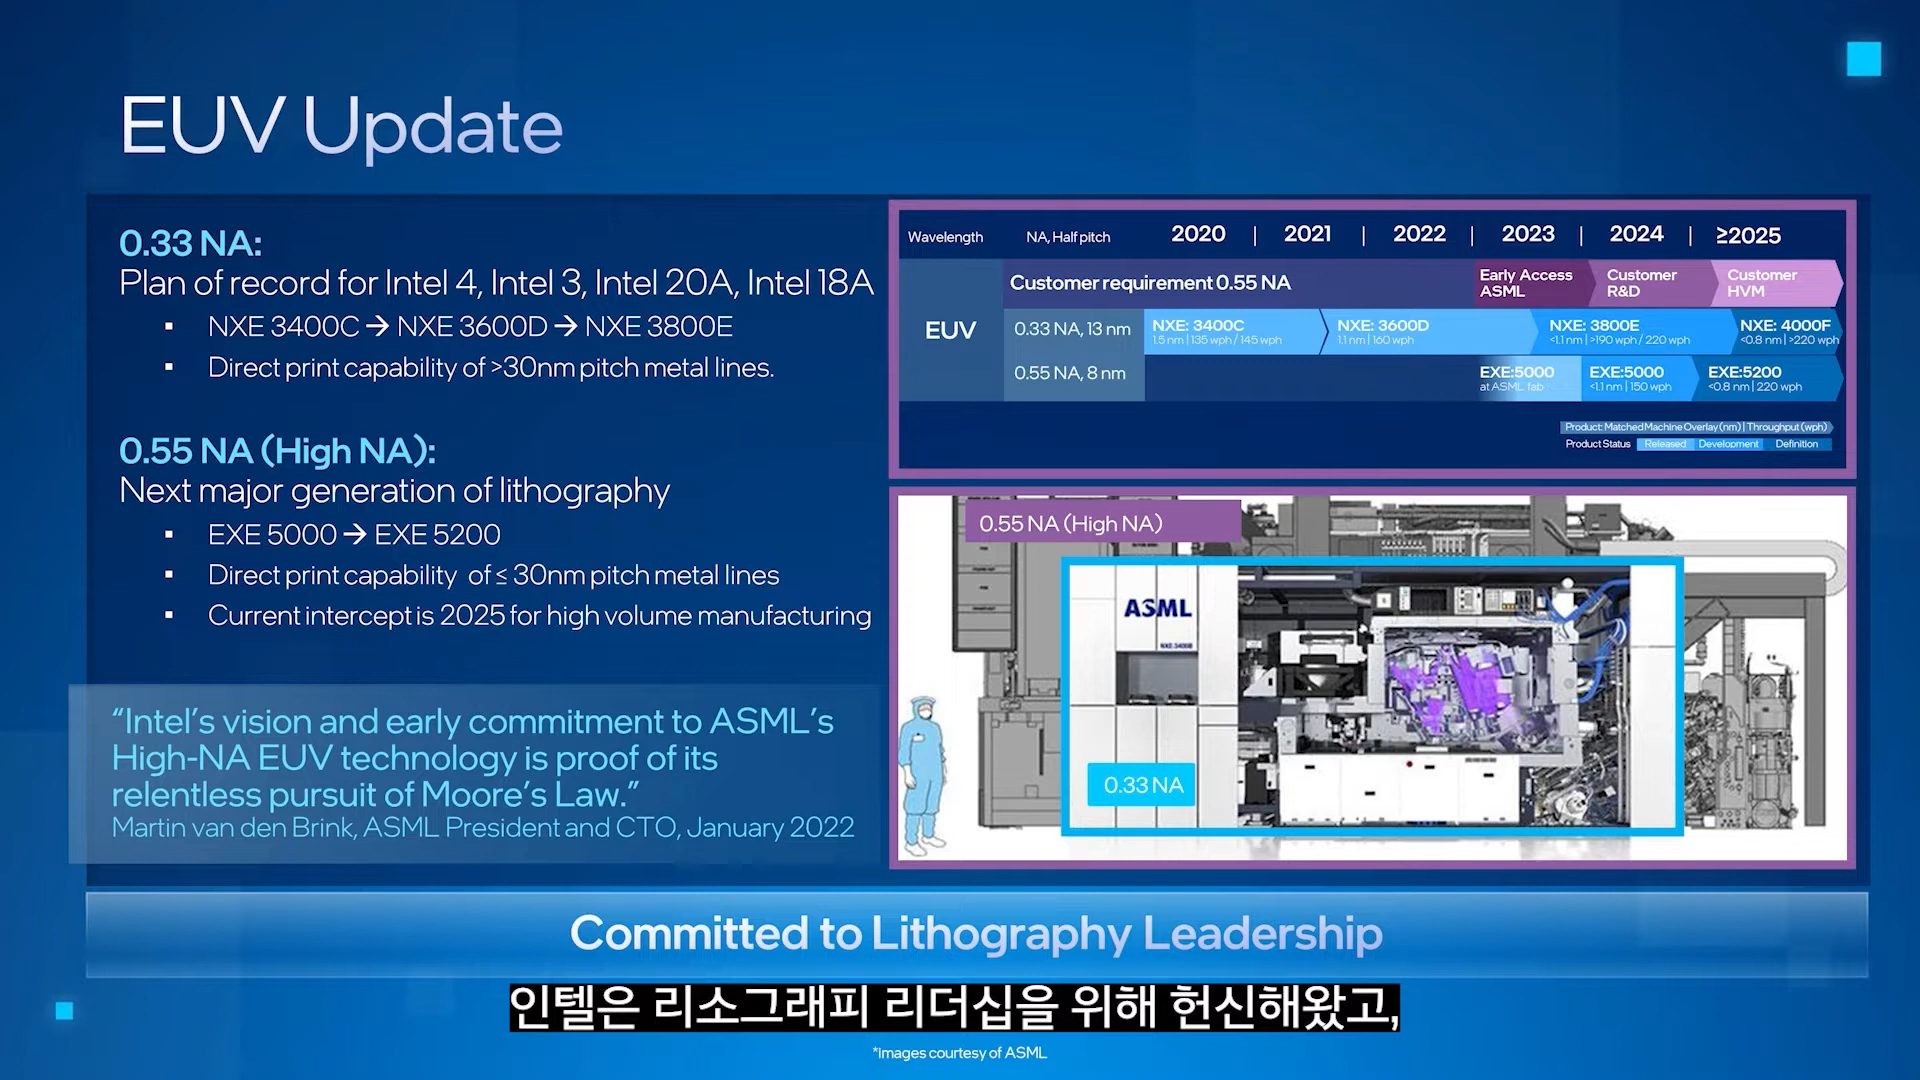 EUV Update
0.33 NA:
Plan of record for Intel 4, Intel 3, Intel 20A, Intel 18A
▪ NXE 3400C → NXE 3600D → NXE 3800E
▪ Direct print capability of >30nm pitch metal lines.
0.55 NA (High NA):
Next major generation of lithography
▪ EXE 5000 → EXE 5200
▪ Direct print capability of ≤ 30nm pitch metal lines
▪ Current intercept is 2025 for high volume manufacturing
“Intel’s vision and early commitment to ASML’s
High-NA EUV technology is proof of its
relentless pursuit of Moore’s Law.”
Martin van den Brink, ASML President and CTO, January 2022
Wavelength NA, Half pitch 2020 | 2021 | 2022 | 2023 | 2024 | ≥2025
Customer requirement 0.55 NA
Early Access
ASML
Customer
R&D
Customer
HVM
EUV
0.33 NA, 13 nm
NXE: 3400C
1.5 nm | 135 wph / 145 wph
NXE: 3600D
1.1 nm | 160 wph
NXE: 3800E
<1.1 nm | >190 wph / 220 wph
NXE: 4000F
<0.8 nm | >220 wph
0.55 NA, 8 nm
EXE:5000
at ASML fab
EXE:5000
<1.1 nm | 150 wph
EXE:5200
<0.8 nm | 220 wph
Product: Matched Machine Overlay (nm) | Throughput (wph)
Product Status Released Development Definition
0.55 NA (High NA)
ASML
NXE:3400B
0.33 NA
Committed to Lithography Leadership
인텔은 리소그래피 리더십을 위해 헌신해왔고,
*Images courtesy of ASML